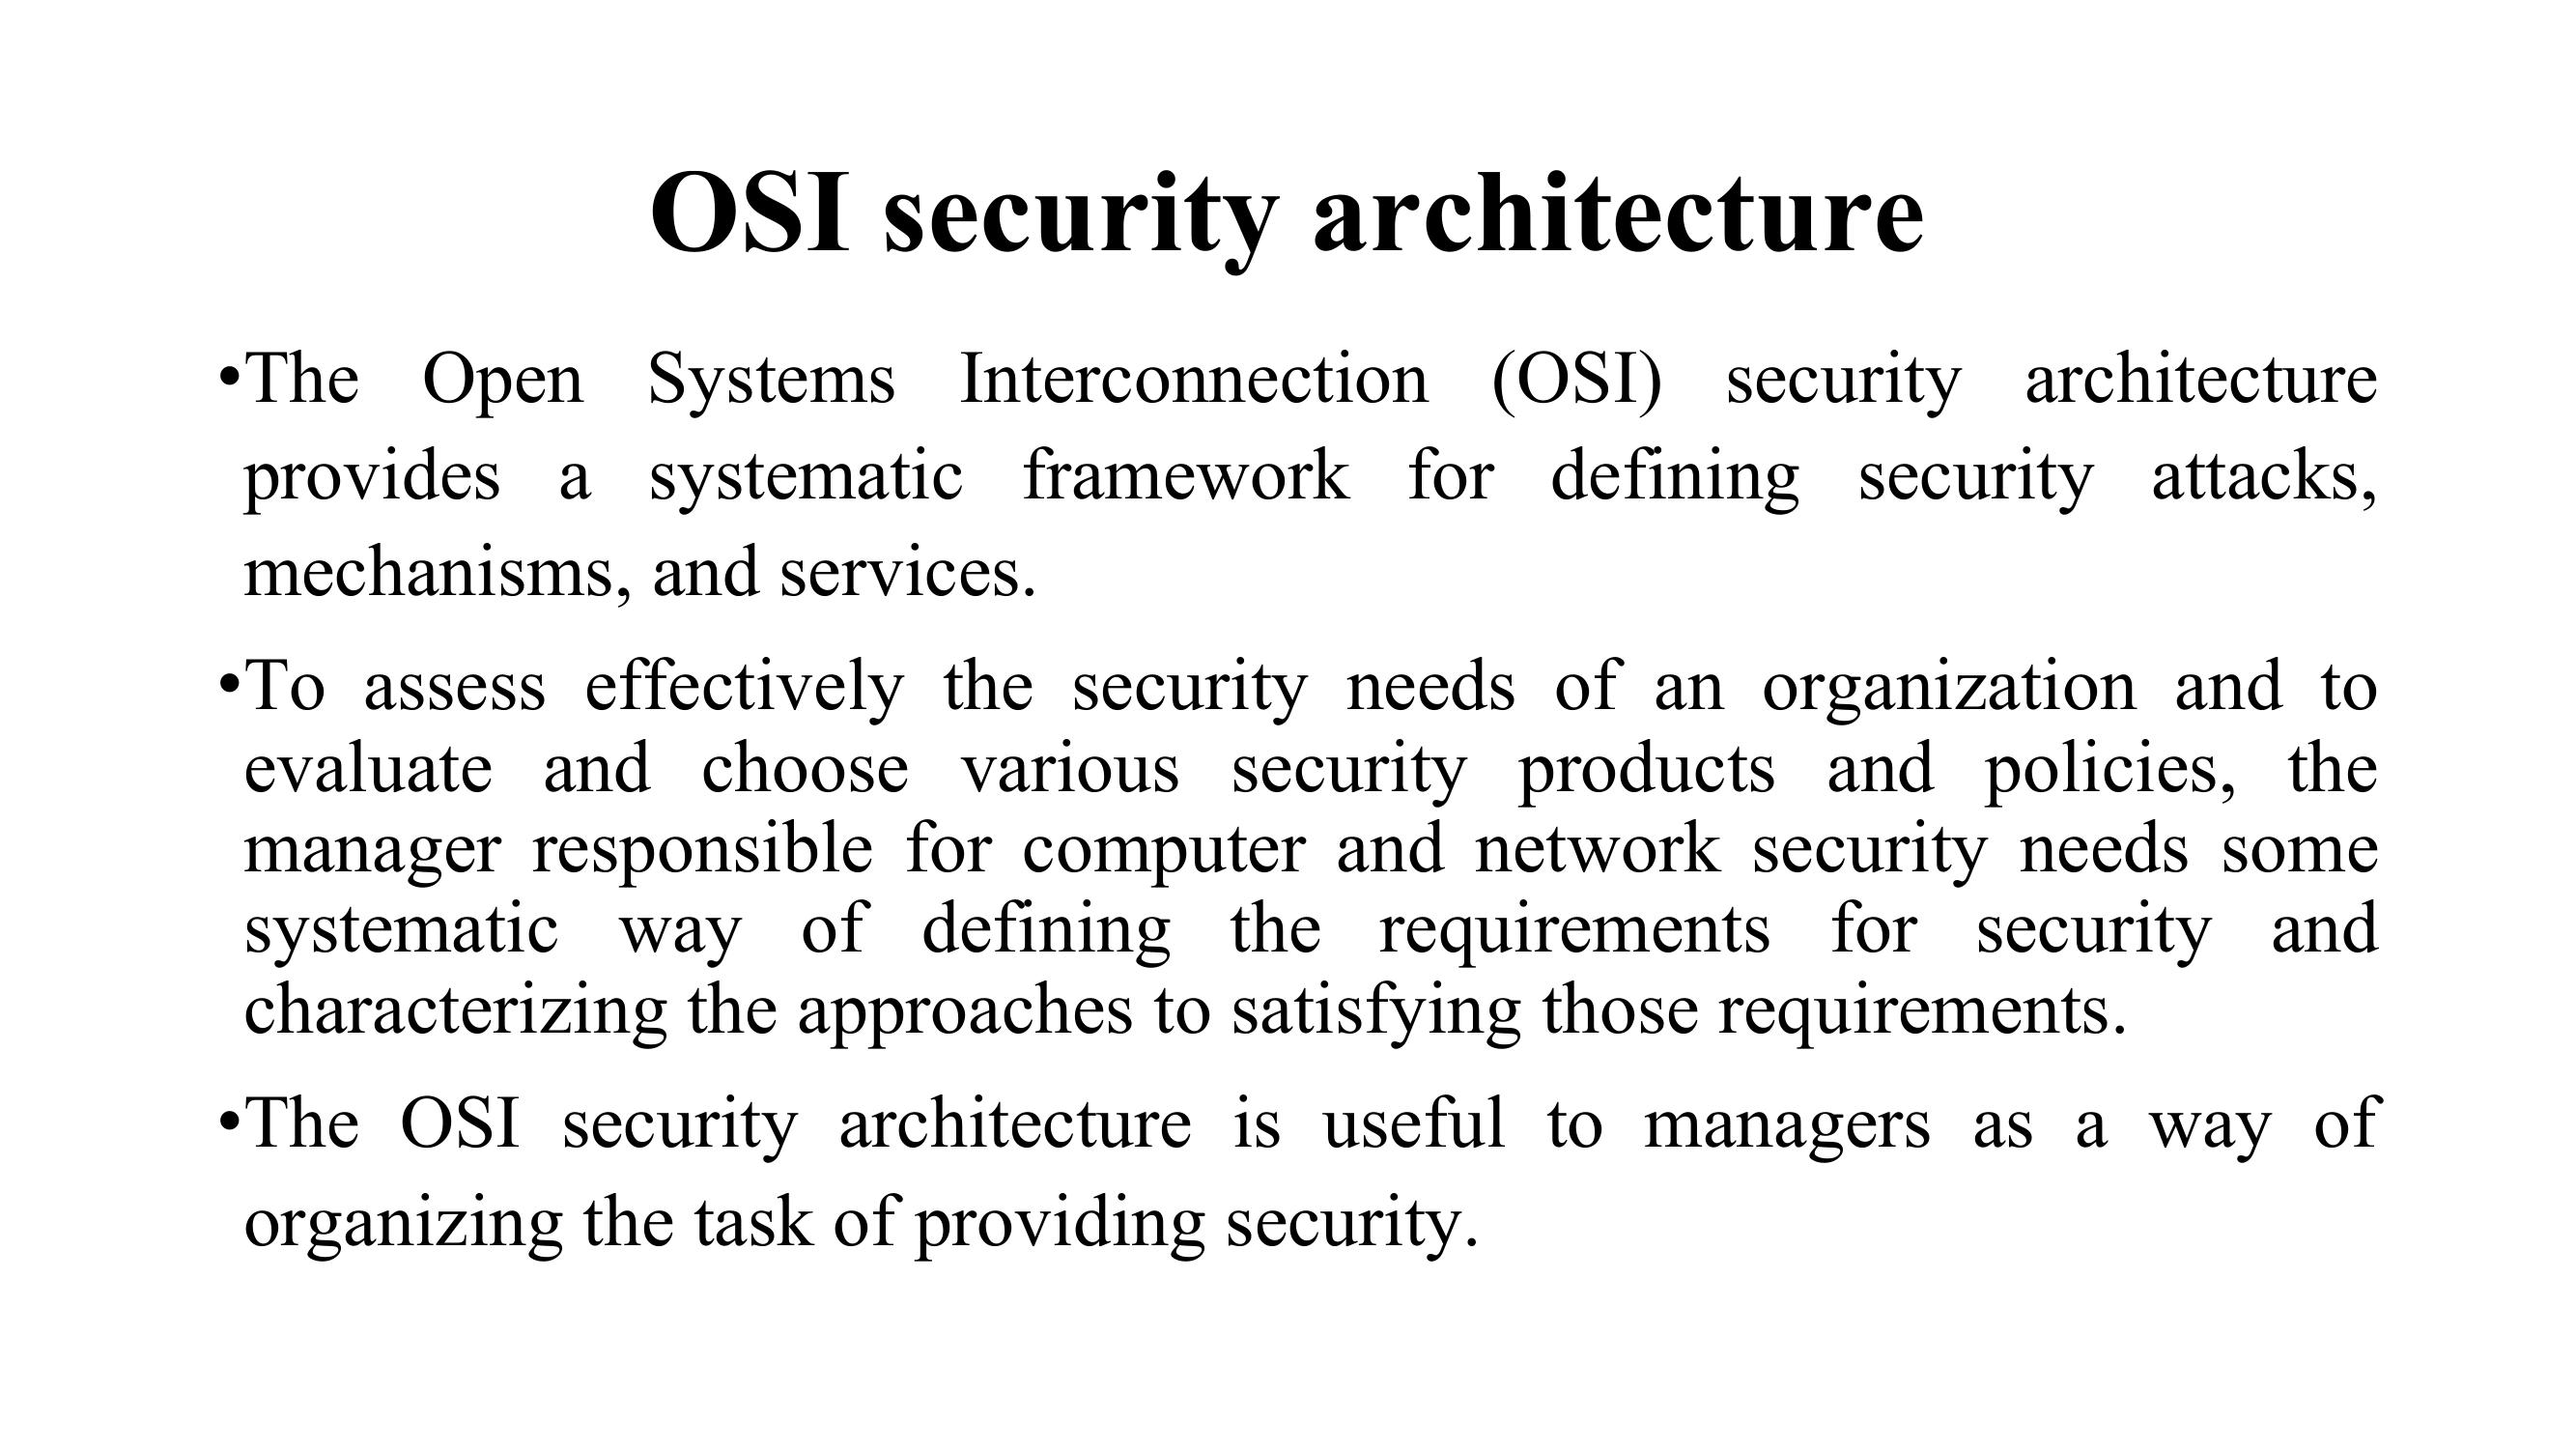 OSI security architecture
•The Open Systems Interconnection (OSI) security architecture
provides a systematic framework for defining security attacks,
mechanisms, and services.
•To assess effectively the security needs of an organization and to
evaluate and choose various security products and policies, the
manager responsible for computer and network security needs some
systematic way of defining the requirements for security and
characterizing the approaches to satisfying those requirements.
•The OSI security architecture is useful to managers as a way of
organizing the task of providing security.